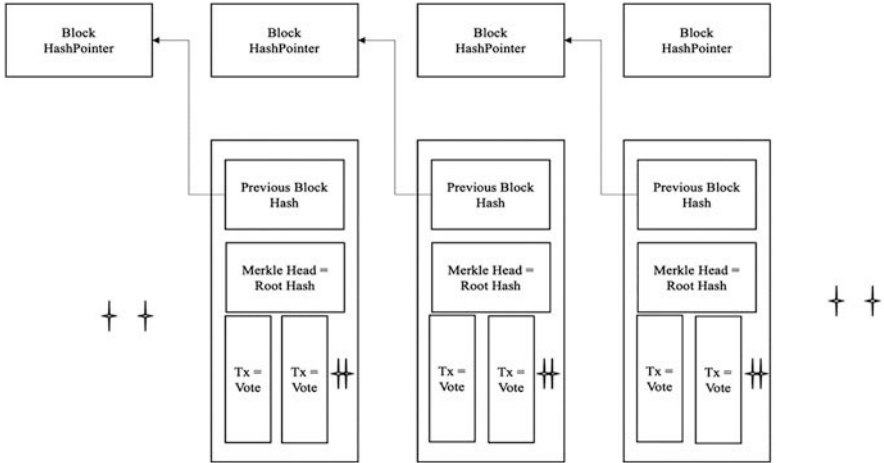 Block
HashPointer
Block
HashPointer
Block
HashPointer
Block
HashPointer
Previous Block
Hash
Previous Block
Hash
Previous Block
Hash
Merkle Head =
Root Hash
Merkle Head =
Root Hash
Merkle Head =
Root Hash
Tx =
Vote
Tx =
Vote
Tx =
Vote
Tx =
Vote
Tx =
Vote
Tx =
Vote